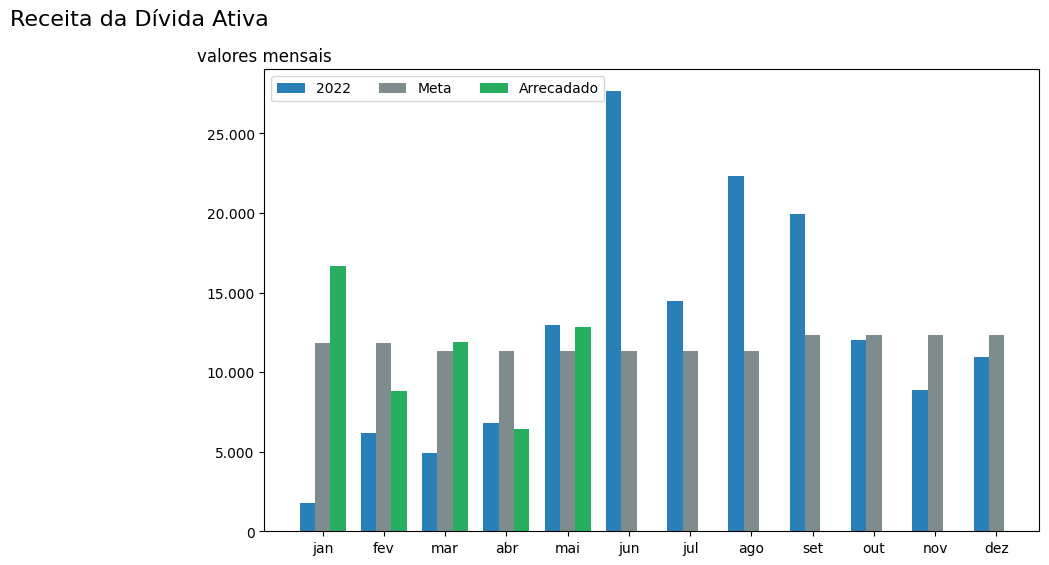 Receita da Dívida Ativa
valores mensais
2022 Meta Arrecadado
25.000
20.000
15.000
10.000
5.000
0
jan fev mar abr mai jun jul ago set out nov dez